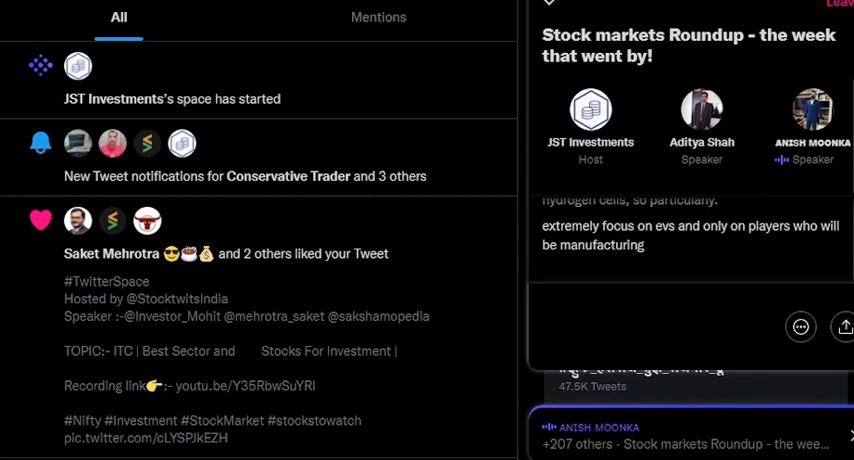 All
Mentions
JST Investments's space has started
New Tweet notifications for Conservative Trader and 3 others
Saket Mehrotra 😎☕💰 and 2 others liked your Tweet
#TwitterSpace
Hosted by @StocktwitsIndia
Speaker :-@Investor_Mohit @mehrotra_saket @sakshamopedia
TOPIC:- ITC | Best Sector and Stocks For Investment |
Recording link👉:- youtu.be/Y35RbwSuYRI
#Nifty #Investment #StockMarket #stockstowatch
pic.twitter.com/cLYSPJkEZH
Stock markets Roundup - the week
that went by!
JST Investments
Host
Aditya Shah
Speaker
ANISH MOONKA
Speaker
hydrogen cells, so particularly.
extremely focus on evs and only on players who will
be manufacturing
47.5K Tweets
ANISH MOONKA
+207 others · Stock markets Roundup - the wee...